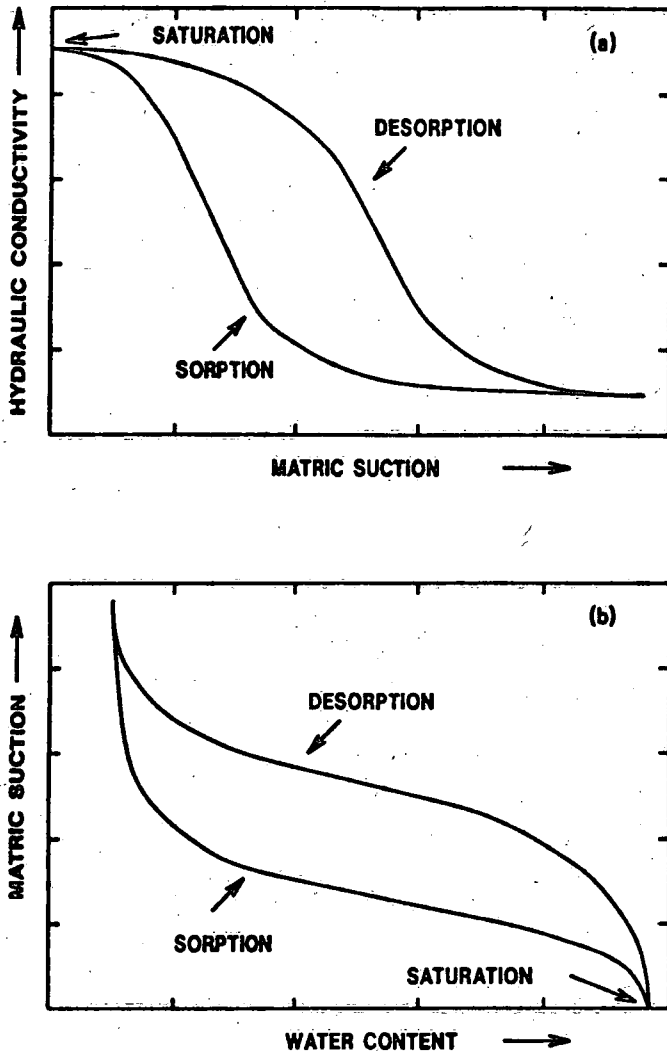 SATURATION
(a)
DESORPTION
SORPTION
HYDRAULIC CONDUCTIVITY
MATRIC SUCTION
(b)
DESORPTION
SORPTION
SATURATION
MATRIC SUCTION
WATER CONTENT